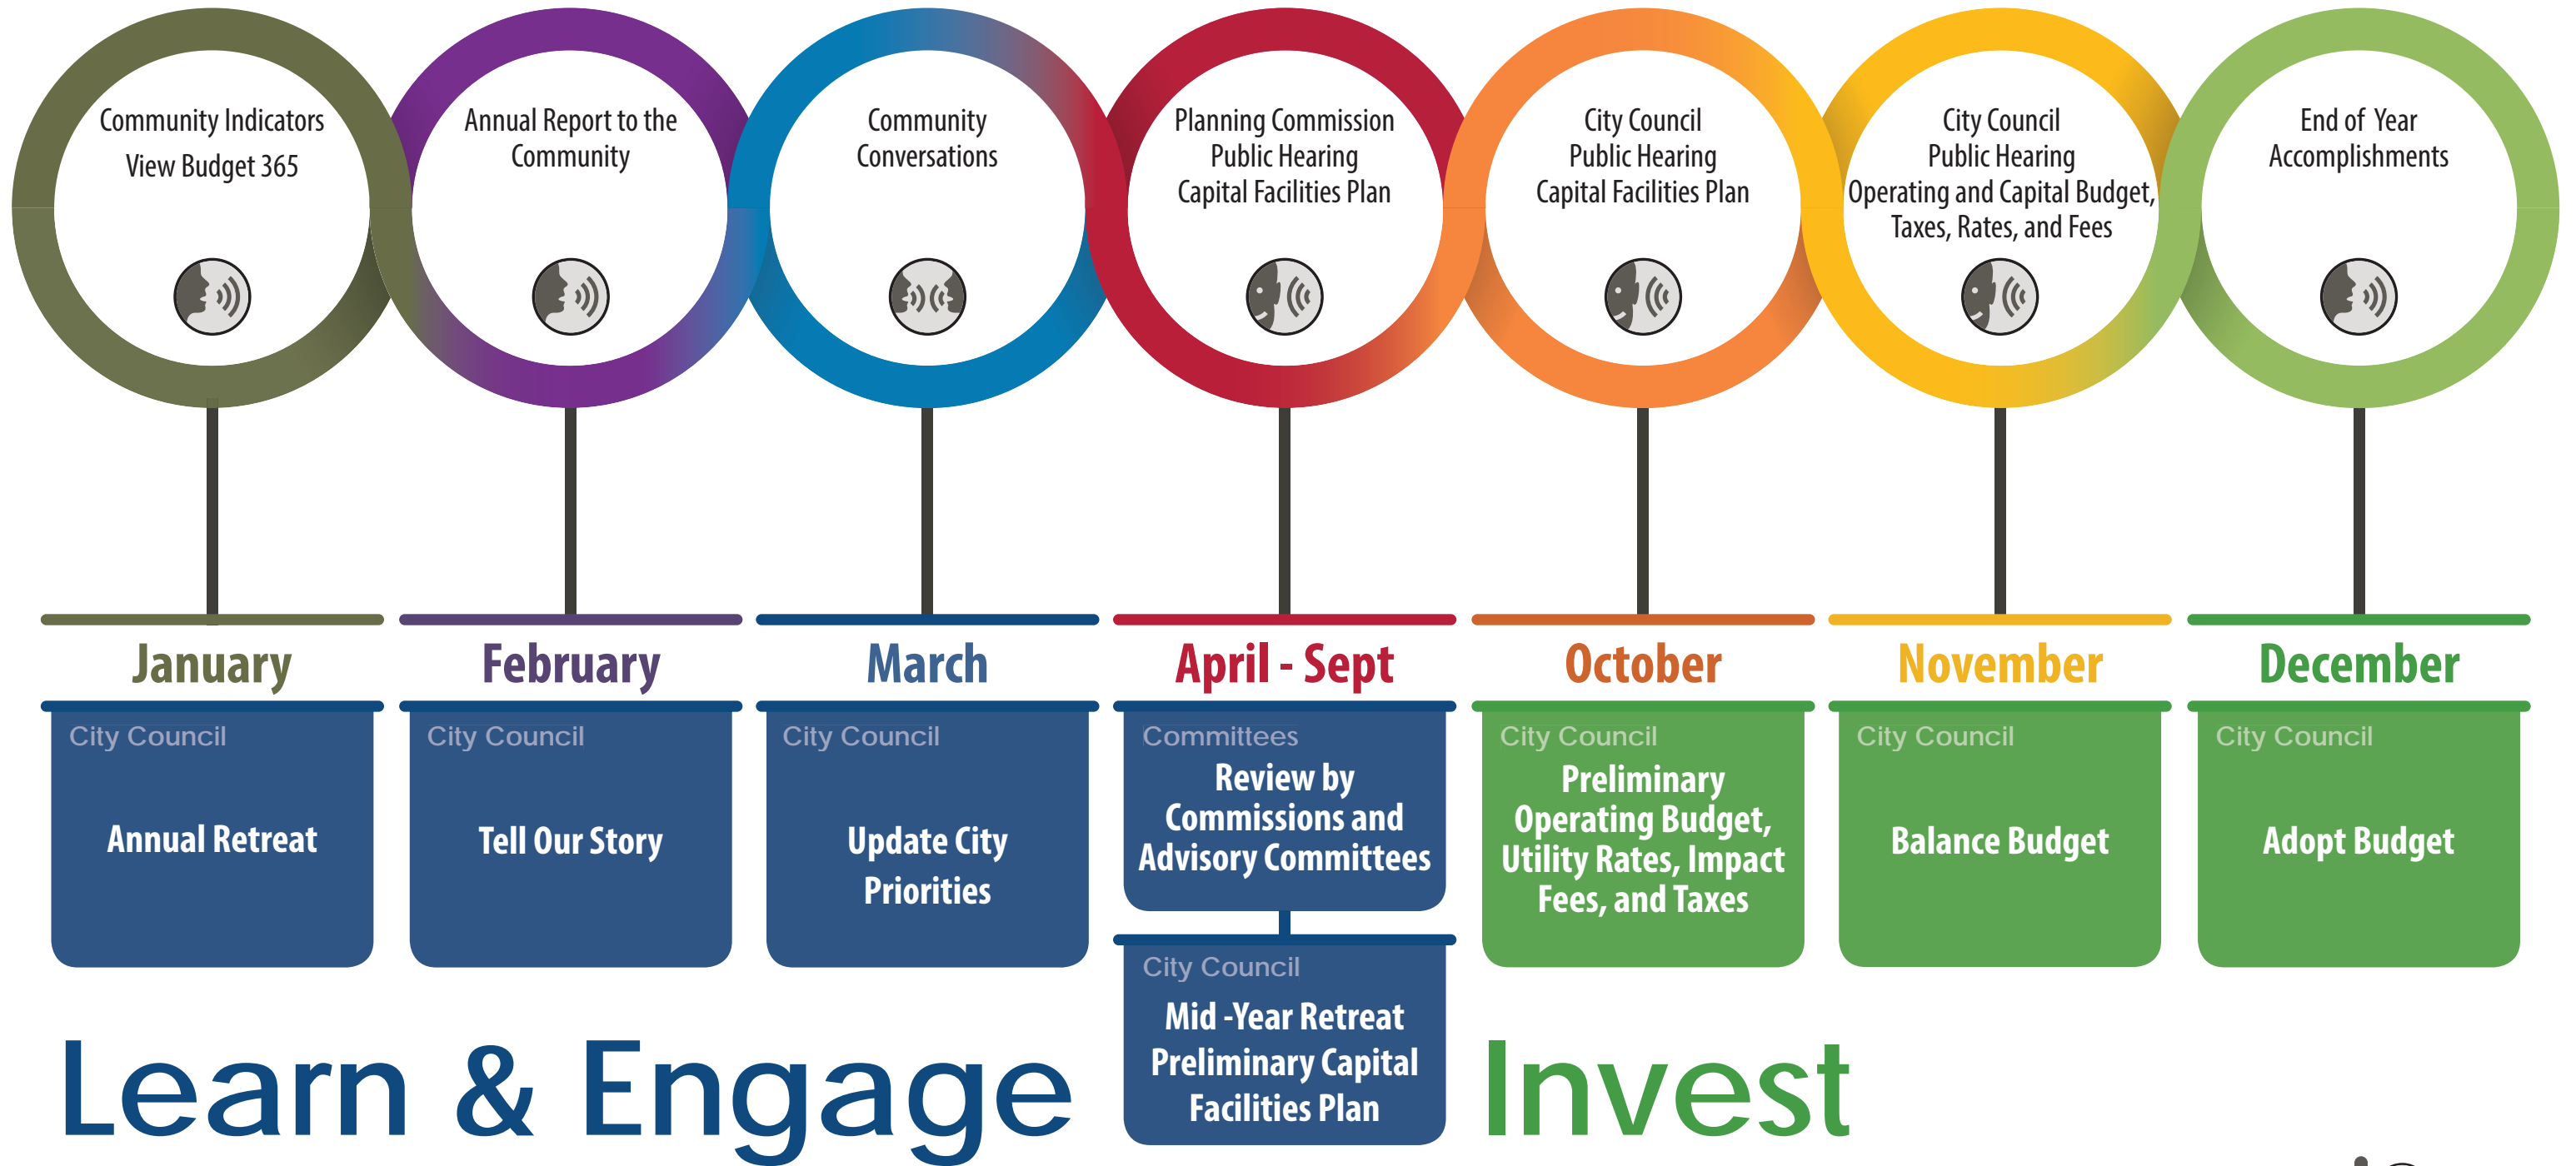 Community Indicators
View Budget 365
Annual Report to the
Community
Community
Conversations
Planning Commission
Public Hearing
Capital Facilities Plan
City Council
Public Hearing
Capital Facilities Plan
City Council
Public Hearing
Operating and Capital Budget,
Taxes, Rates, and Fees
End of Year
Accomplishments
January
February
March
April - Sept
October
November
December
City Council
Annual Retreat
City Council
Tell Our Story
City Council
Update City
Priorities
Committees
Review by
Commissions and
Advisory Committees
City Council
Mid -Year Retreat
Preliminary Capital
Facilities Plan
City Council
Preliminary
Operating Budget,
Utility Rates, Impact
Fees, and Taxes
City Council
Balance Budget
City Council
Adopt Budget
Learn & Engage
Invest